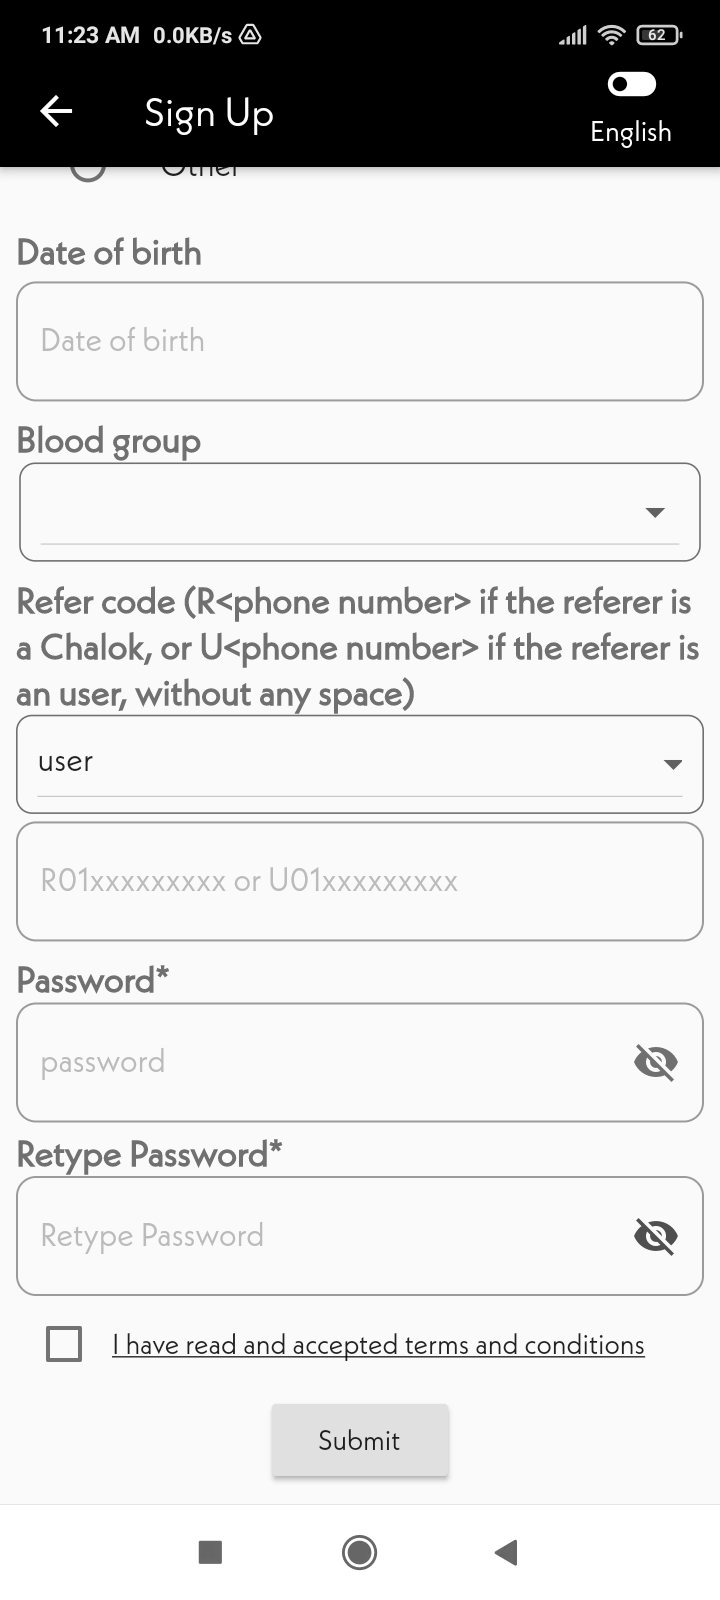 11:23 AM 0.0KB/s 62
Sign Up
English
Other
Date of birth
Date of birth
Blood group
Refer code (R<phone number> if the referer is
a Chalok, or U<phone number> if the referer is
an user, without any space)
user
R01xxxxxxxxx or U01xxxxxxxxx
Password*
password
Retype Password*
Retype Password
I have read and accepted terms and conditions
Submit